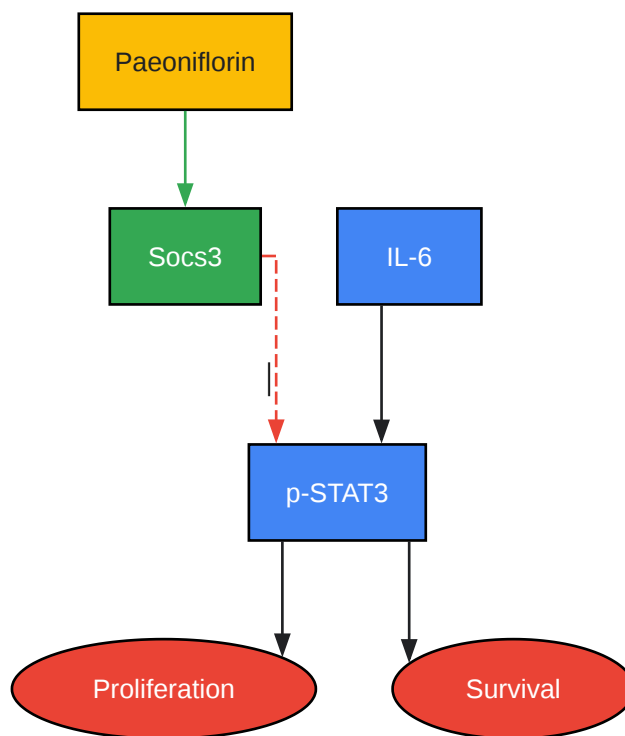 Paeoniflorin
Socs3
IL-6
|
p-STAT3
Proliferation
Survival